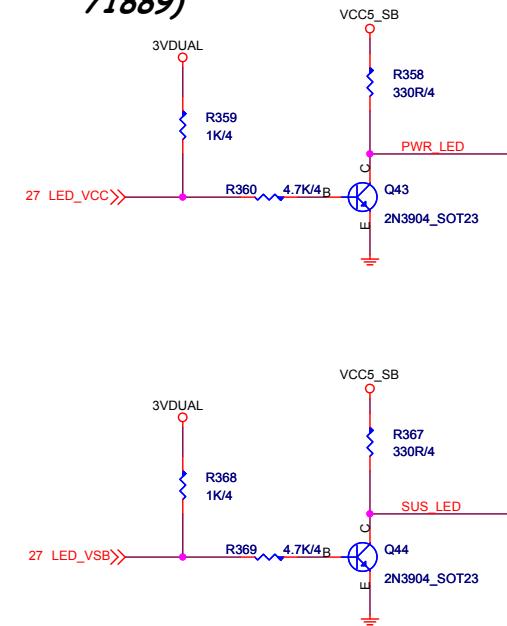 71889)
VCC5_SB
3VDUAL
R358
330R/4
R359
1K/4
PWR_LED
C
27 LED_VCC
R360 4.7K/4 B
Q43
E
2N3904_SOT23
VCC5_SB
3VDUAL
R367
330R/4
R368
1K/4
SUS_LED
C
27 LED_VSB
R369 4.7K/4 B
Q44
E
2N3904_SOT23